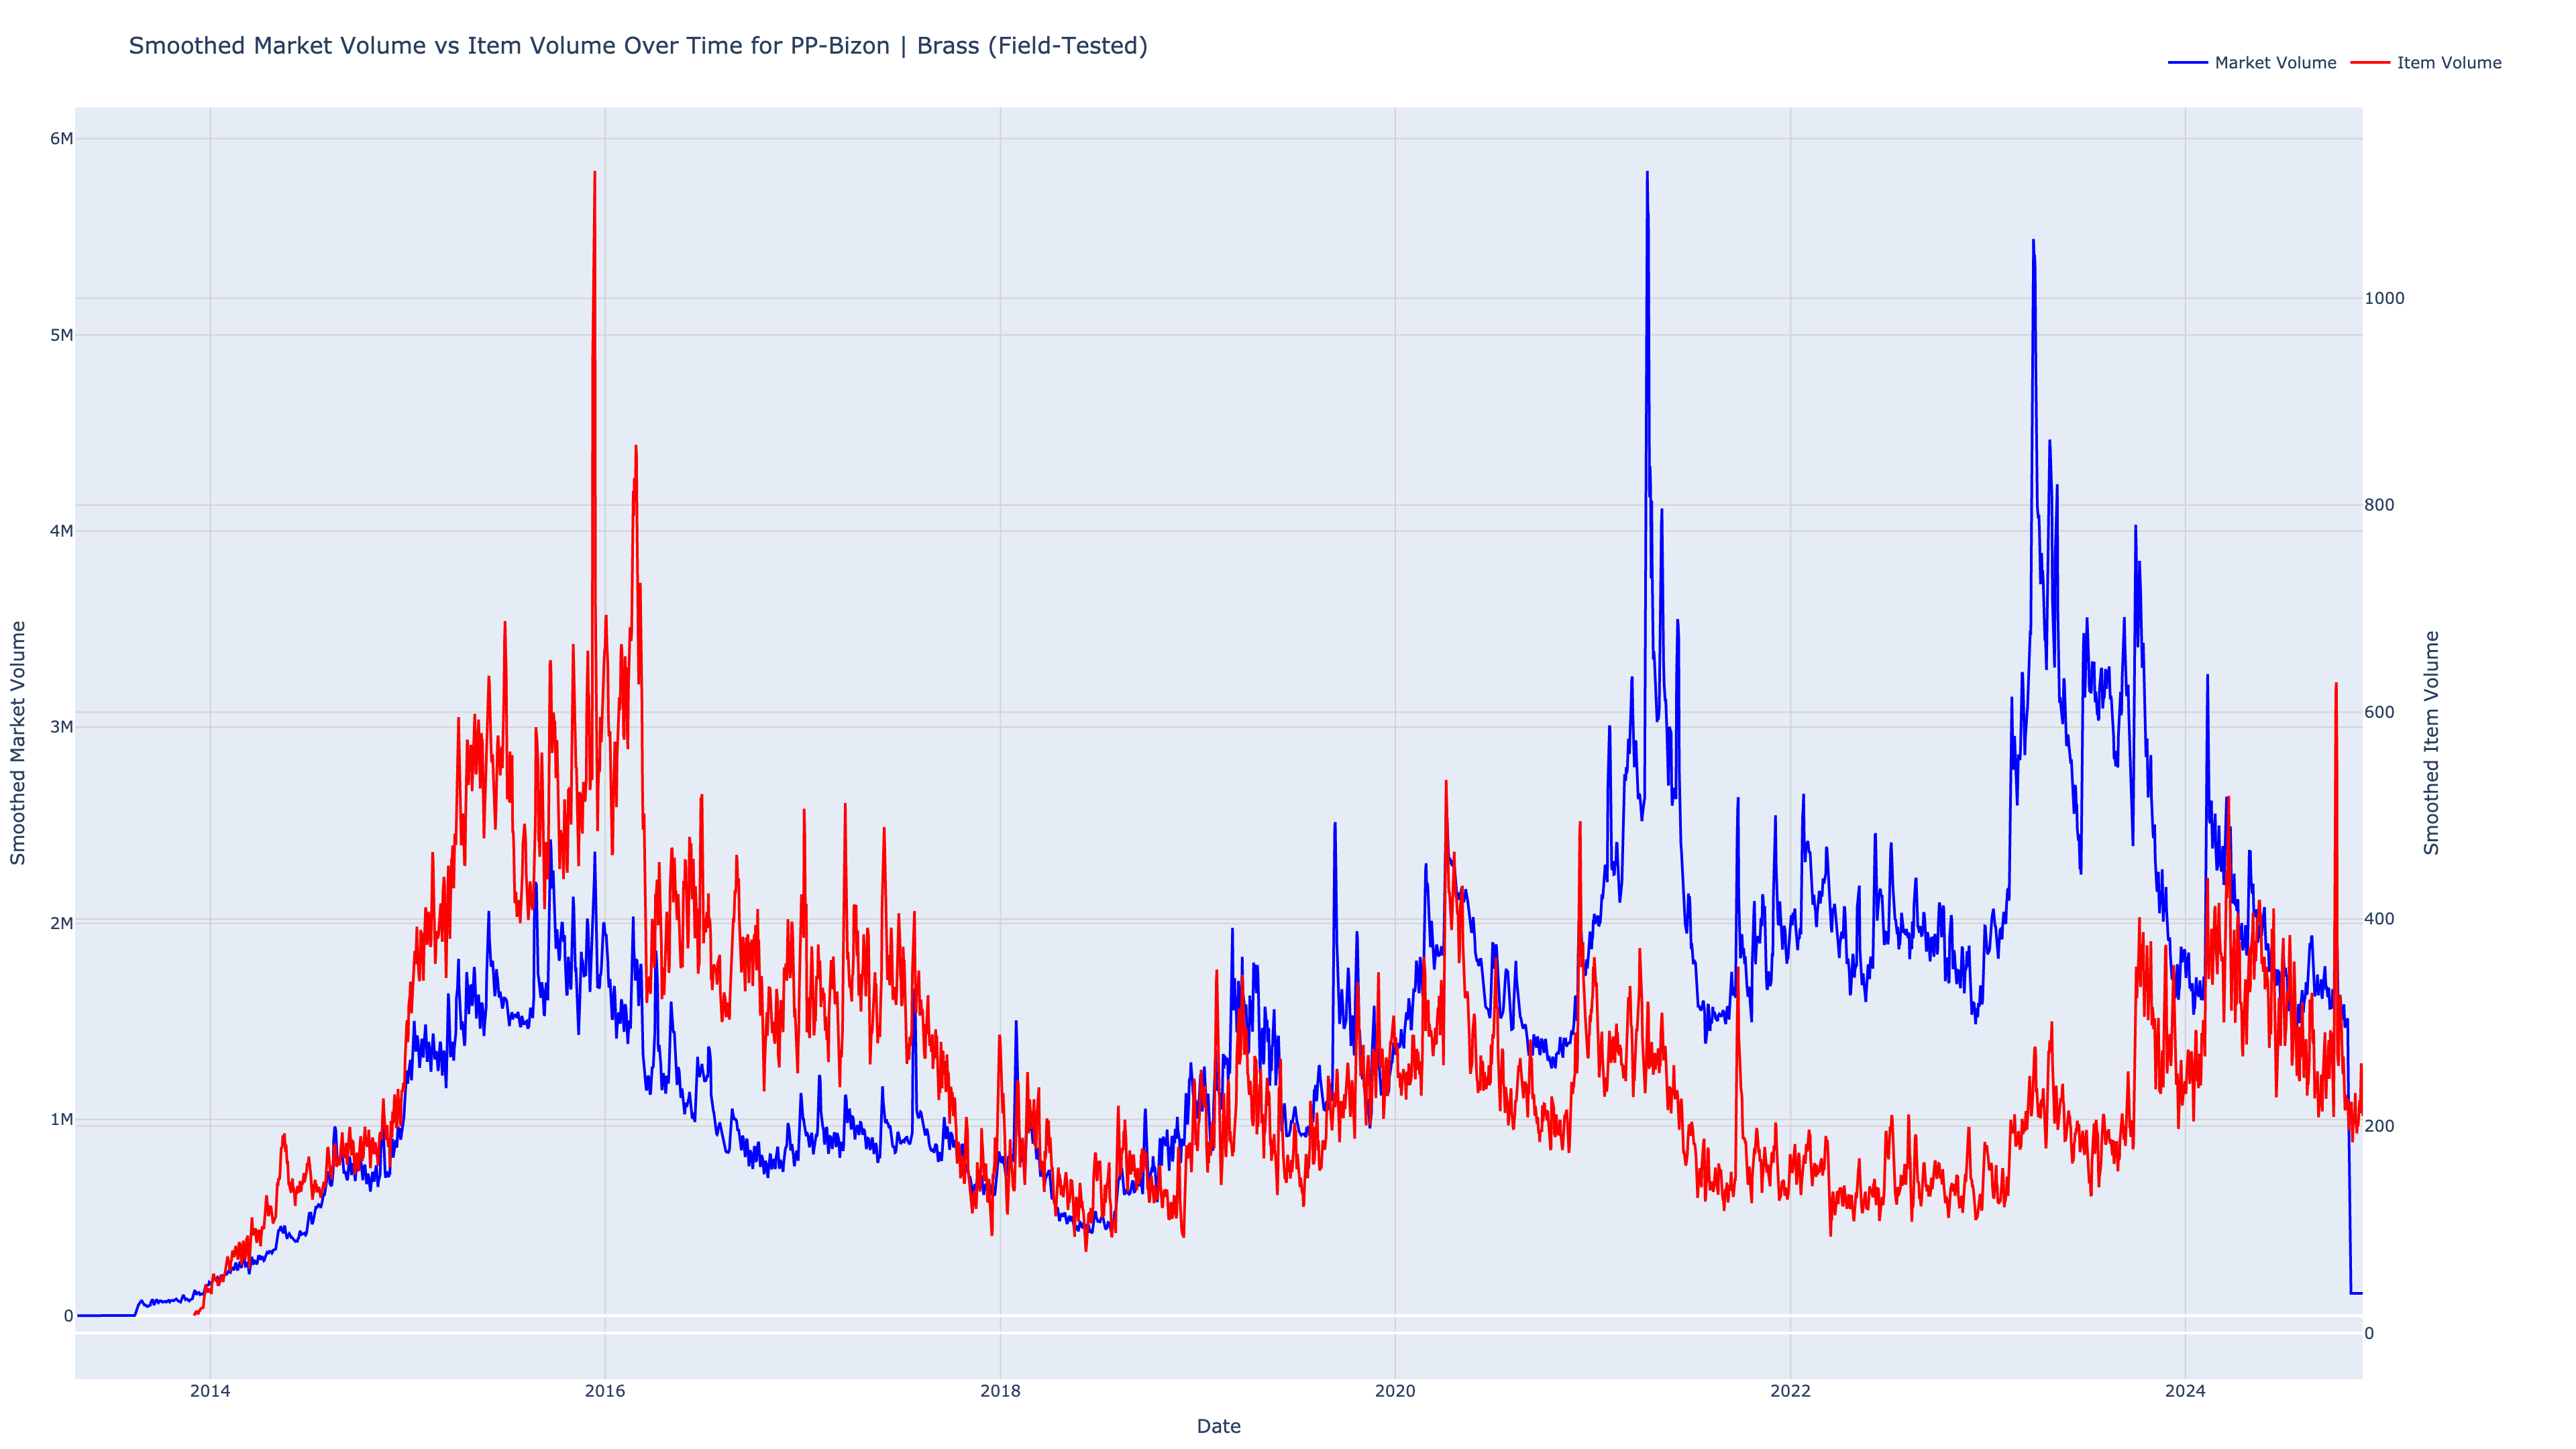 Smoothed Market Volume vs Item Volume Over Time for PP-Bizon | Brass (Field-Tested)
Market Volume
Item Volume
6M
5M
4M
3M
2M
1M
0
Smoothed Market Volume
1000
800
600
400
200
0
Smoothed Item Volume
2014
2016
2018
2020
2022
2024
Date